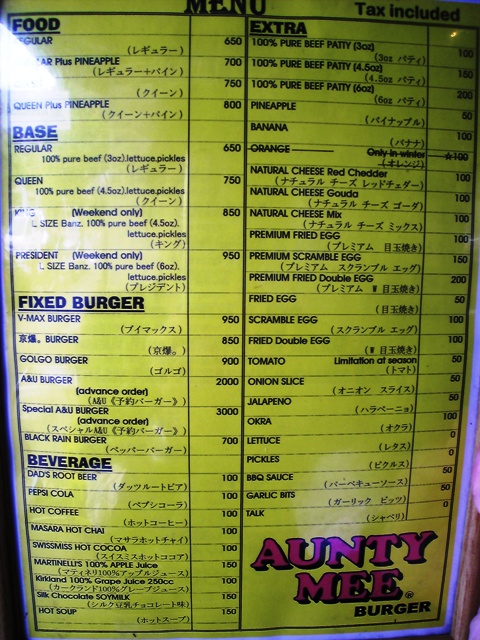 MENU
Tax included
FOOD
REGULAR 650
(レギュラー)
Plus PINEAPPLE 700
(レギュラー+パイン)
750
(クイーン)
QUEEN Plus PINEAPPLE 800
(クイーン+パイン)
BASE
REGULAR 650
100% pure beef (3oz).lettuce.pickles
(レギュラー)
QUEEN 750
100% pure beef (4.5oz).lettuce.pickles
(クイーン)
KING (Weekend only) 850
L SIZE Banz. 100% pure beef (4.5oz).
lettuce.pickles
(キング)
PRESIDENT (Weekend only) 950
L SIZE Banz. 100% pure beef (6oz).
lettuce.pickles
(プレジデント)
FIXED BURGER
V-MAX BURGER 950
(ブイマックス)
京爆。BURGER 850
(京爆。)
GOLGO BURGER 900
(ゴルゴ)
A&U BURGER 2000
(advance order)
(A&U《予約バーガー》)
Special A&U BURGER 3000
(advance order)
(スペシャルA&U《予約バーガー》)
BLACK RAIN BURGER 700
(ペッパーバーガー)
BEVERAGE
DAD'S ROOT BEER 100
(ダッツルートビア)
PEPSI COLA 100
(ペプシコーラ)
HOT COFFEE 100
(ホットコーヒー)
MASARA HOT CHAI 100
(マサラホットチャイ)
SWISSMISS HOT COCOA 100
(スイスミスホットココア)
MARTINELLI'S 100% APPLE Juice 150
(マティネリ100%アップルジュース)
Kirkland 100% Grape Juice 250cc 100
(カークランド100%グレープジュース)
Silk Chocolate SOYMILK 150
(シルク豆乳チョコレート味)
HOT SOUP 150
(ホットスープ)
EXTRA
100% PURE BEEF PATTY (3oz) 100
(3oz パティ)
100% PURE BEEF PATTY (4.5oz) 150
(4.5oz パティ)
100% PURE BEEF PATTY (6oz) 200
(6oz パティ)
PINEAPPLE 50
(パイナップル)
BANANA 100
(バナナ)
ORANGE Only in winter ★100
(オレンジ)
NATURAL CHEESE Red Chedder 100
(ナチュラル チーズ レッドチェダー)
NATURAL CHEESE Gouda 100
(ナチュラル チーズ ゴーダ)
NATURAL CHEESE Mix 100
(ナチュラル チーズ ミックス)
PREMIUM FRIED EGG 100
(プレミアム 目玉焼き)
PREMIUM SCRAMBLE EGG 150
(プレミアム スクランブル エッグ)
PREMIUM FRIED Double EGG 200
(プレミアム W 目玉焼き)
FRIED EGG 50
(目玉焼き)
SCRAMBLE EGG 100
(スクランブル エッグ)
FRIED Double EGG 100
(W 目玉焼き)
TOMATO Limitation at season 50
(トマト)
ONION SLICE 50
(オニオン スライス)
JALAPENO 50
(ハラペーニョ)
OKRA 100
(オクラ)
LETTUCE 0
(レタス)
PICKLES 0
(ピクルス)
BBQ SAUCE 50
(バーベキューソース)
GARLIC BITS 50
(ガーリック ビッツ)
TALK 0
(シャベリ)
AUNTY
MEE®
BURGER